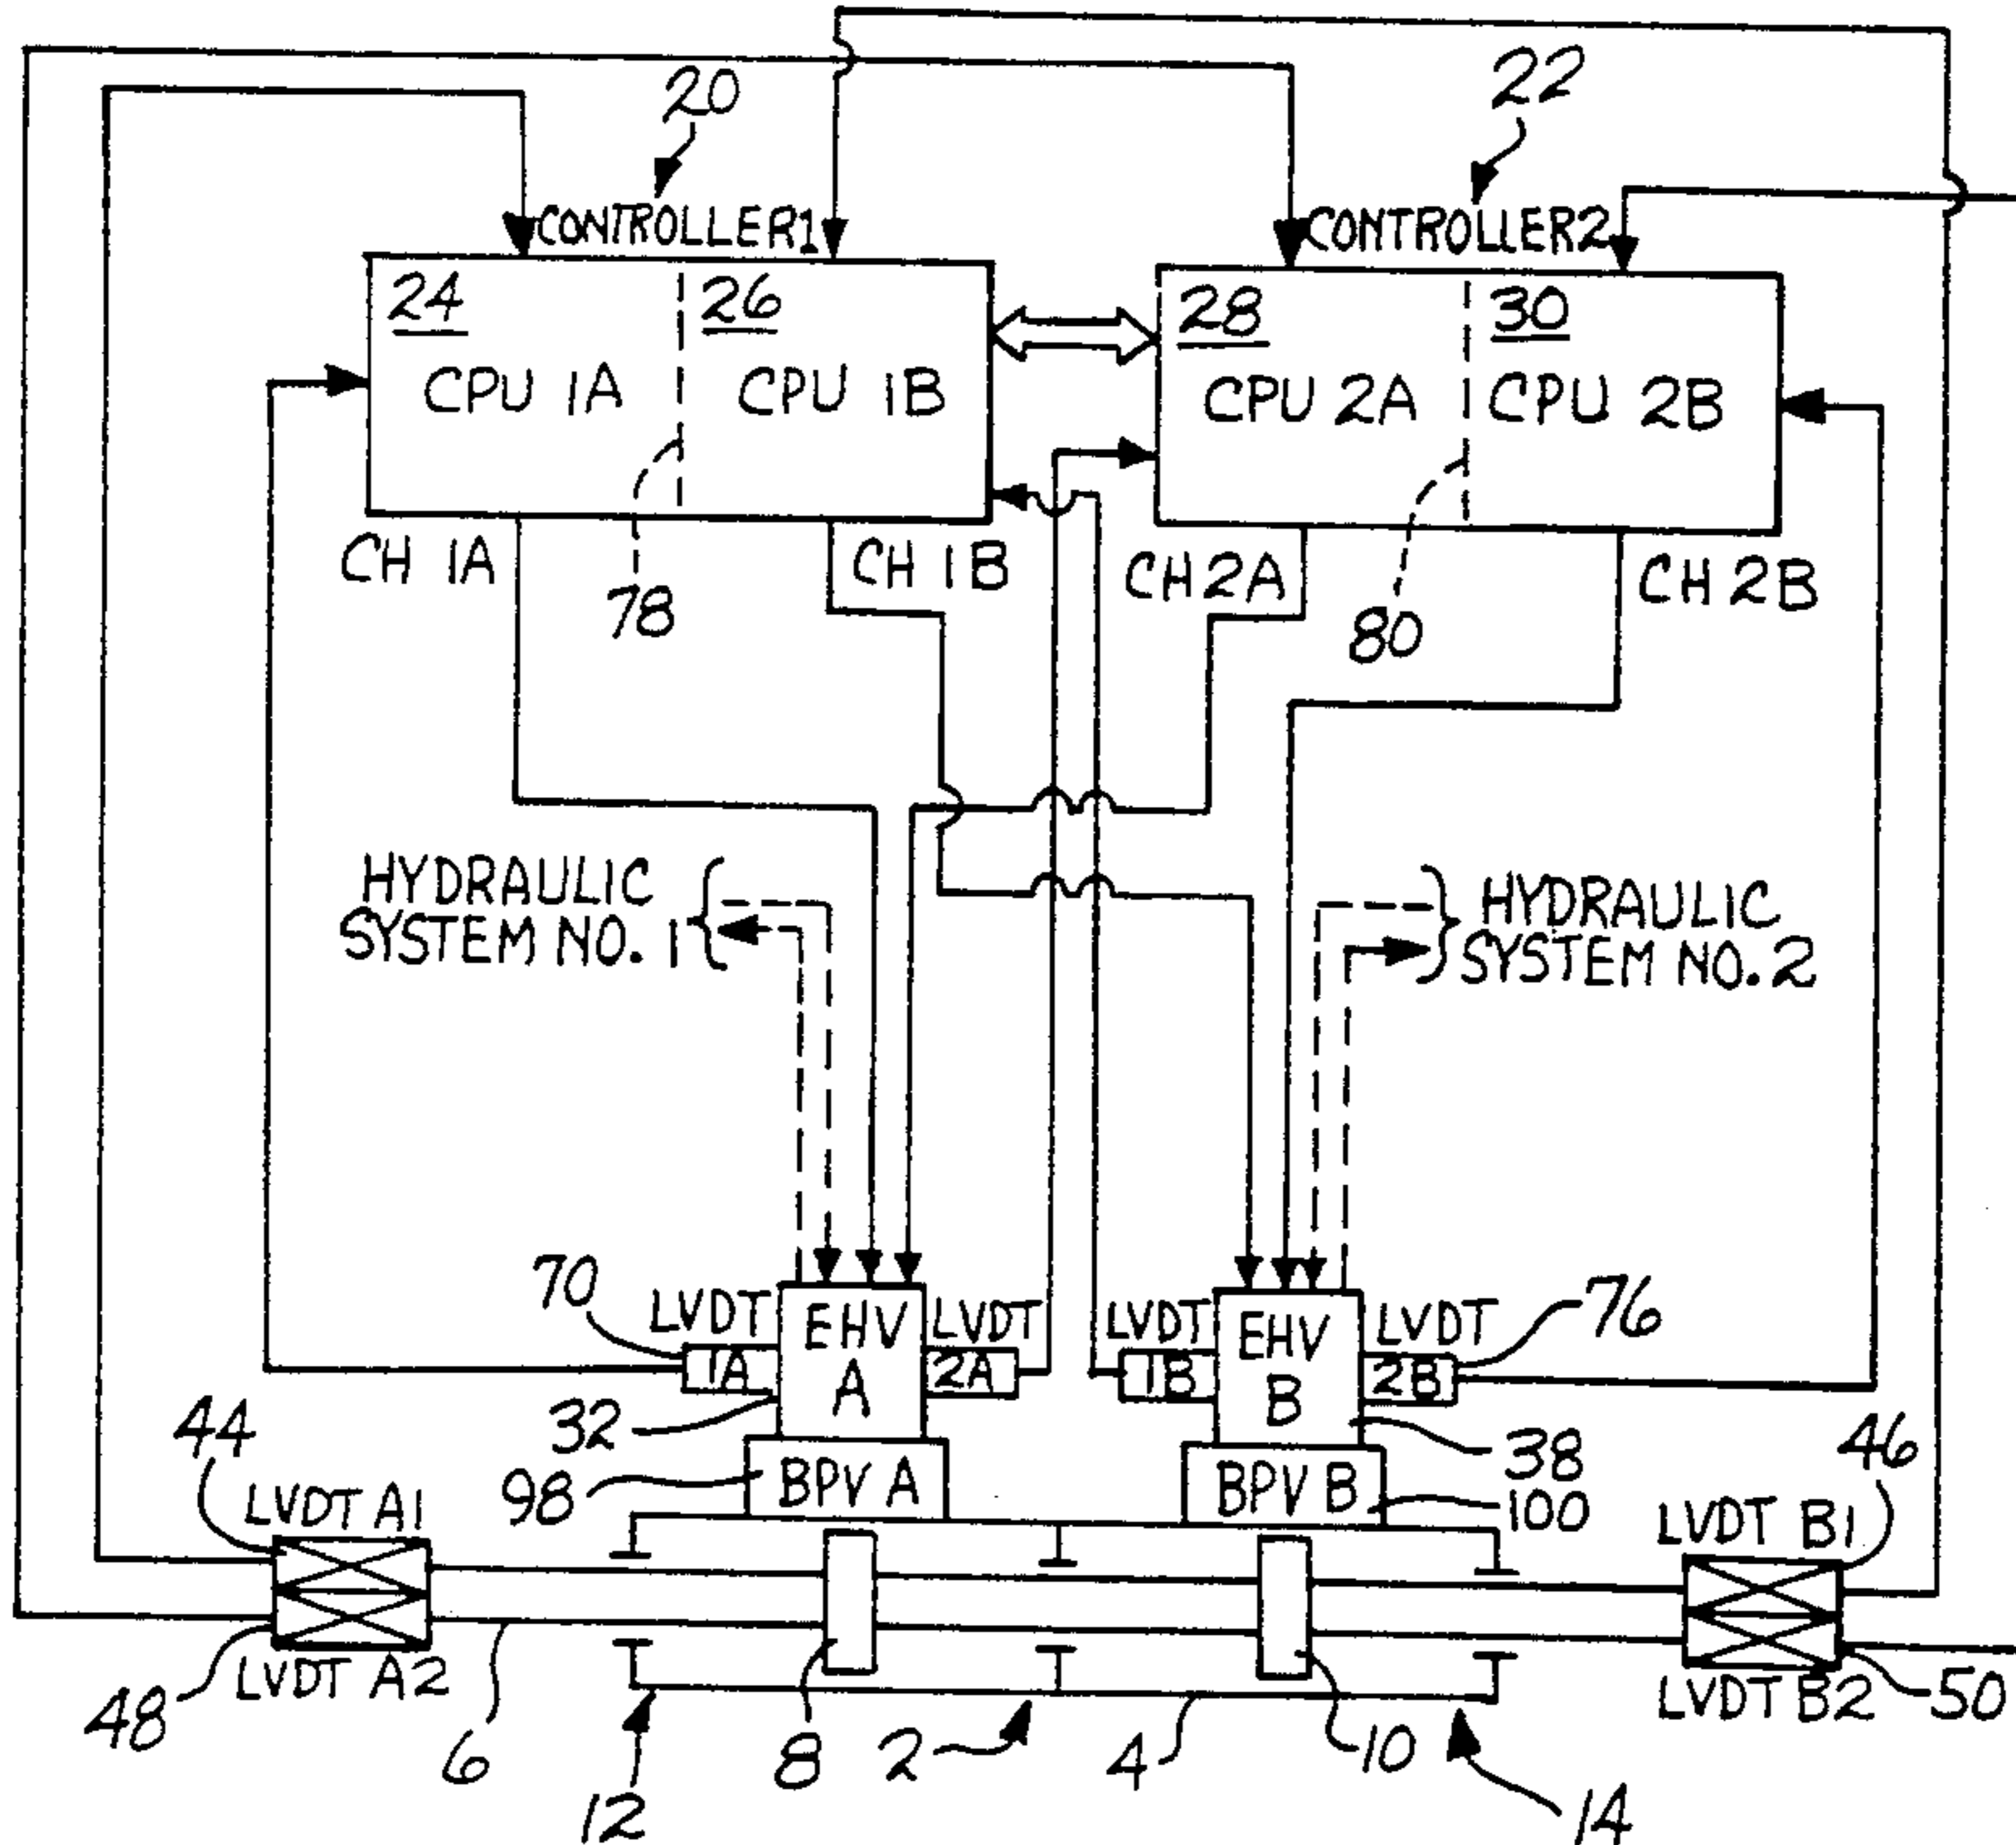 20
22
CONTROLLER1
CONTROLLER2
24
26
28
30
CPU 1A
CPU 1B
CPU 2A
CPU 2B
CH 1A
CH 1B
CH2A
CH 2B
78
80
HYDRAULIC
SYSTEM NO. 1
HYDRAULIC
SYSTEM NO. 2
70
LVDT
1A
EHV
A
LVDT
2A
LVDT
1B
EHV
B
LVDT
2B
76
32
38
44
46
98
BPV A
BPV B
100
LVDT A1
LVDT B1
LVDT A2
LVDT B2
48
50
6
8
2
4
10
12
14